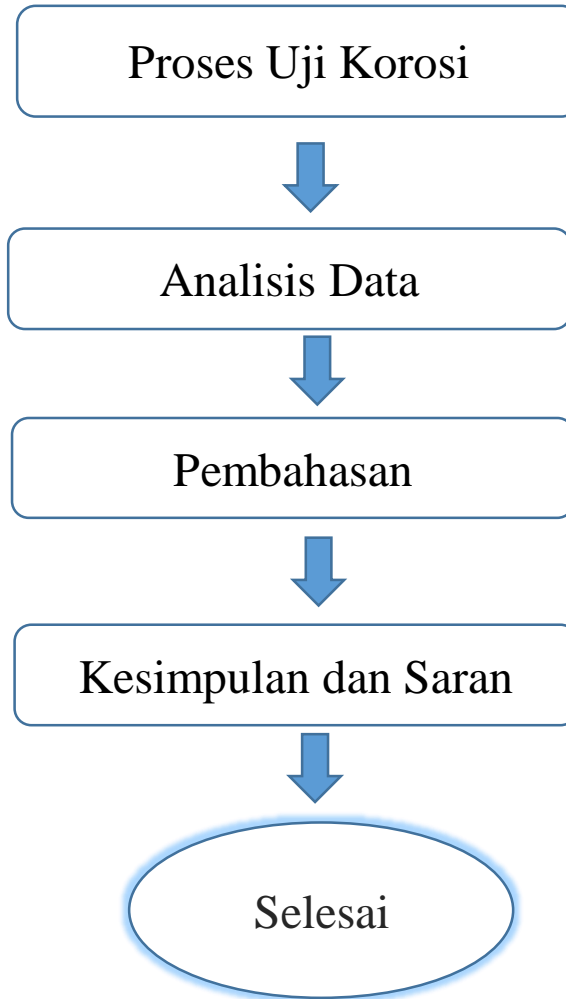 Proses Uji Korosi
Analisis Data
Pembahasan
Kesimpulan dan Saran
Selesai